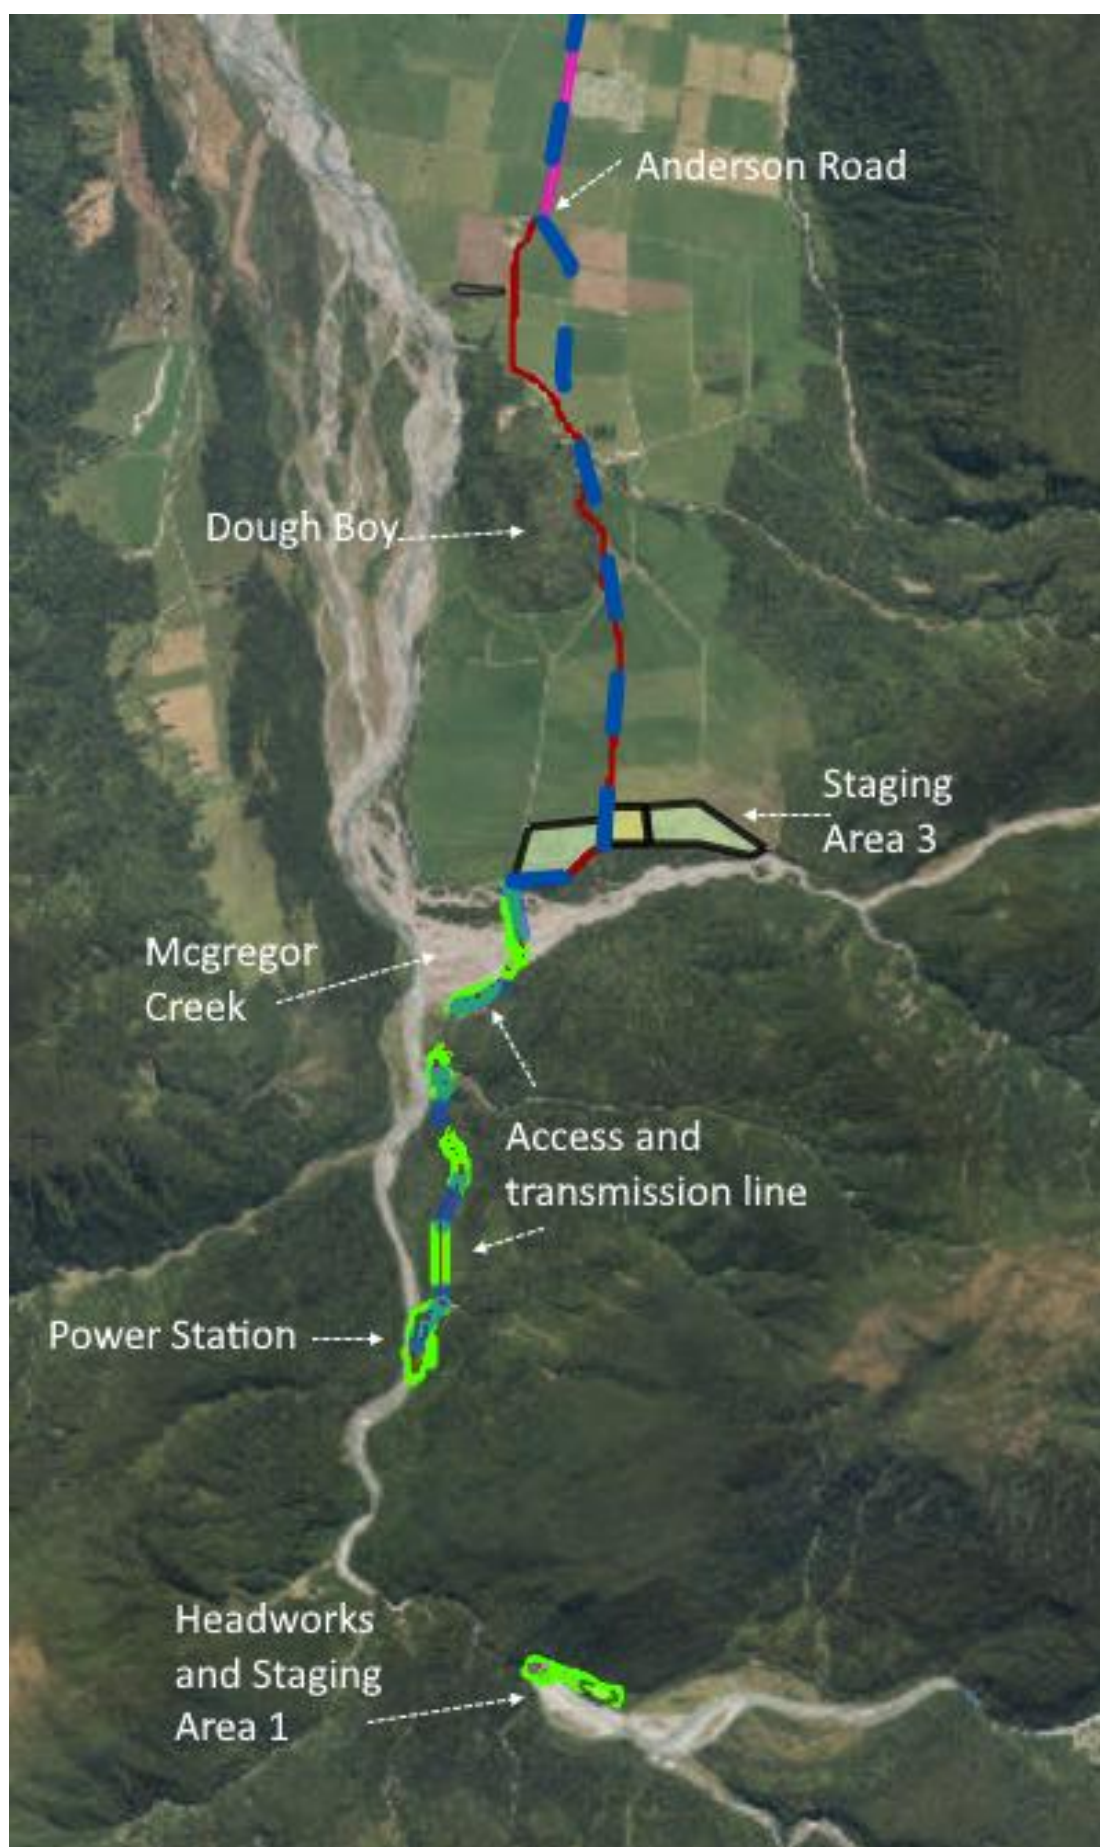 Anderson Road
Dough Boy
Staging
Area 3
Mcgregor
Creek
Access and
transmission line
Power Station
Headworks
and Staging
Area 1